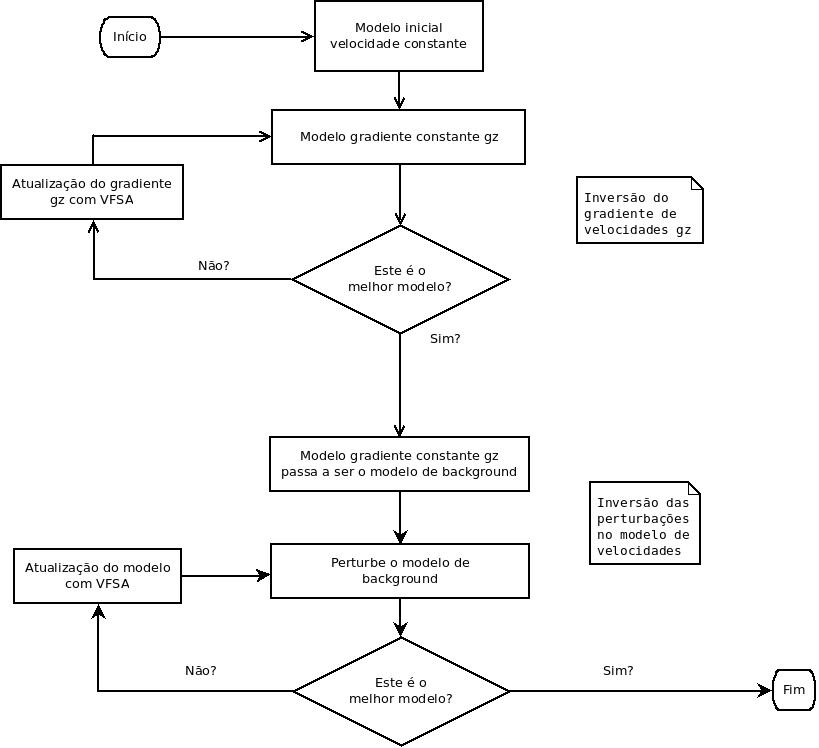 Início
Modelo inicial
velocidade constante
Modelo gradiente constante gz
Atualização do gradiente
gz com VFSA
Inversão do
gradiente de
velocidades gz
Não?
Este é o
melhor modelo?
Sim?
Modelo gradiente constante gz
passa a ser o modelo de background
Inversão das
perturbações
no modelo de
velocidades
Atualização do modelo
com VFSA
Perturbe o modelo de
background
Não?
Este é o
melhor modelo?
Sim?
Fim